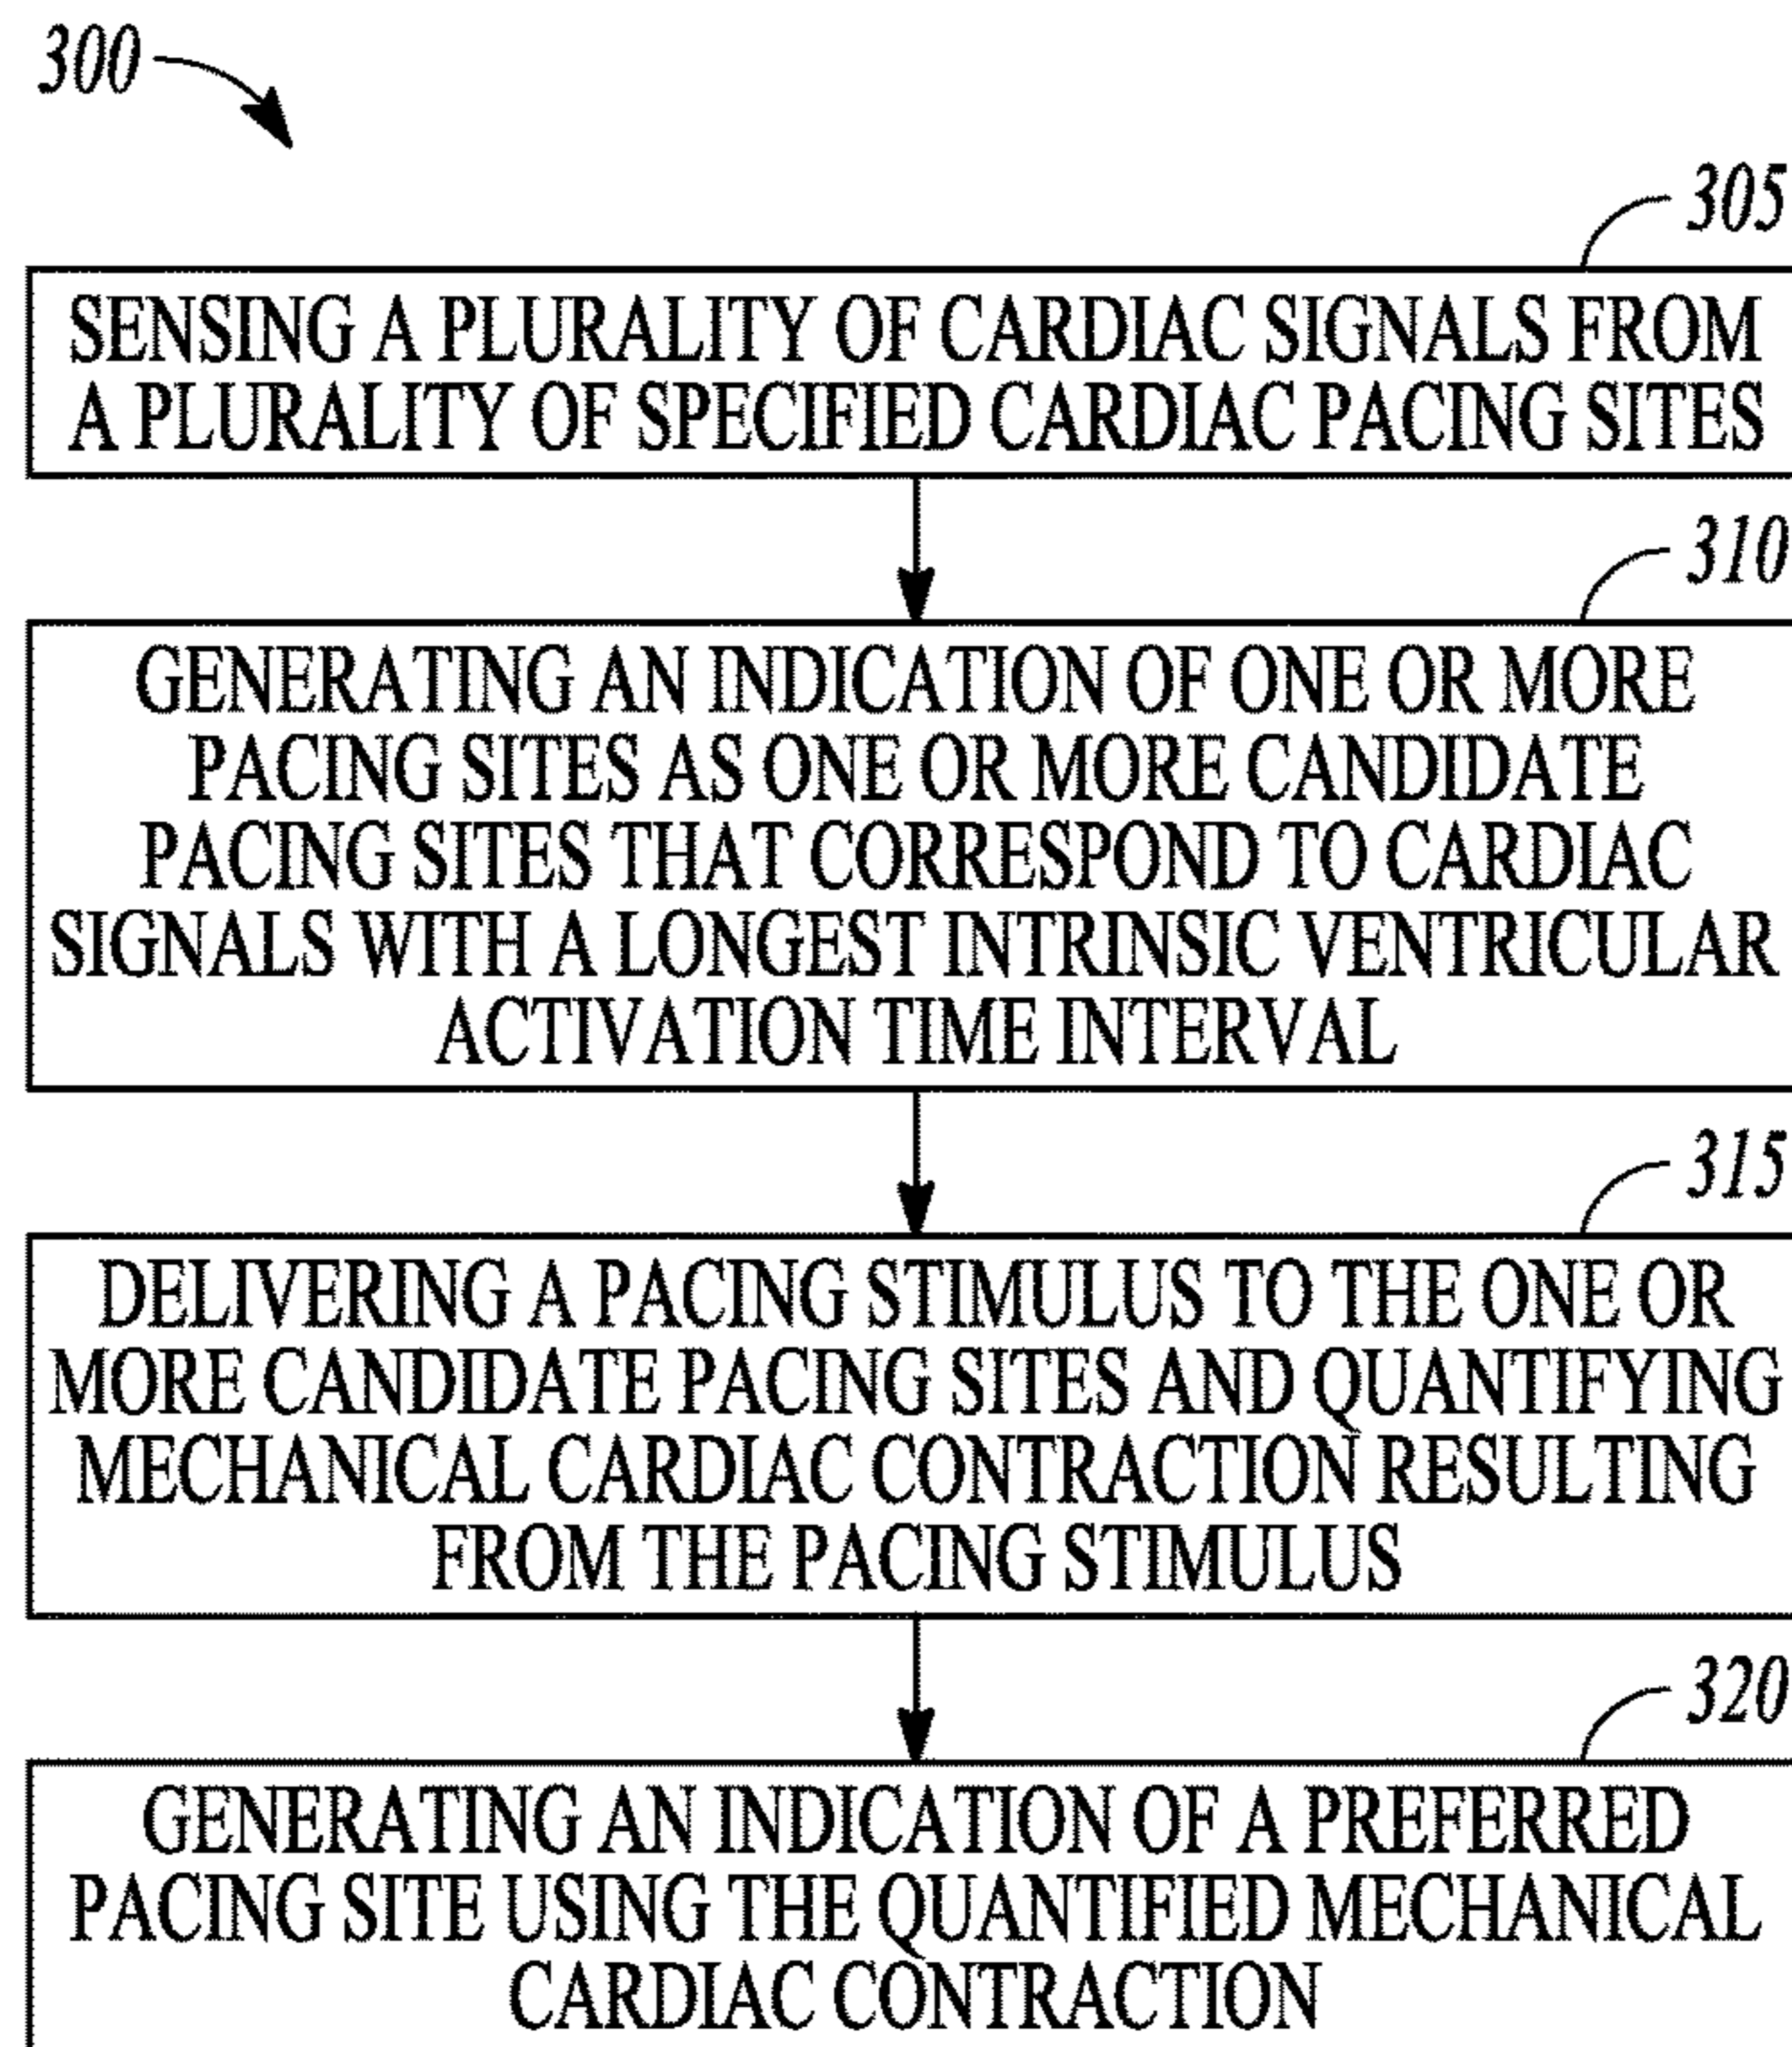 300
305
SENSING A PLURALITY OF CARDIAC SIGNALS FROM
A PLURALITY OF SPECIFIED CARDIAC PACING SITES
310
GENERATING AN INDICATION OF ONE OR MORE
PACING SITES AS ONE OR MORE CANDIDATE
PACING SITES THAT CORRESPOND TO CARDIAC
SIGNALS WITH A LONGEST INTRINSIC VENTRICULAR
ACTIVATION TIME INTERVAL
315
DELIVERING A PACING STIMULUS TO THE ONE OR
MORE CANDIDATE PACING SITES AND QUANTIFYING
MECHANICAL CARDIAC CONTRACTION RESULTING
FROM THE PACING STIMULUS
320
GENERATING AN INDICATION OF A PREFERRED
PACING SITE USING THE QUANTIFIED MECHANICAL
CARDIAC CONTRACTION